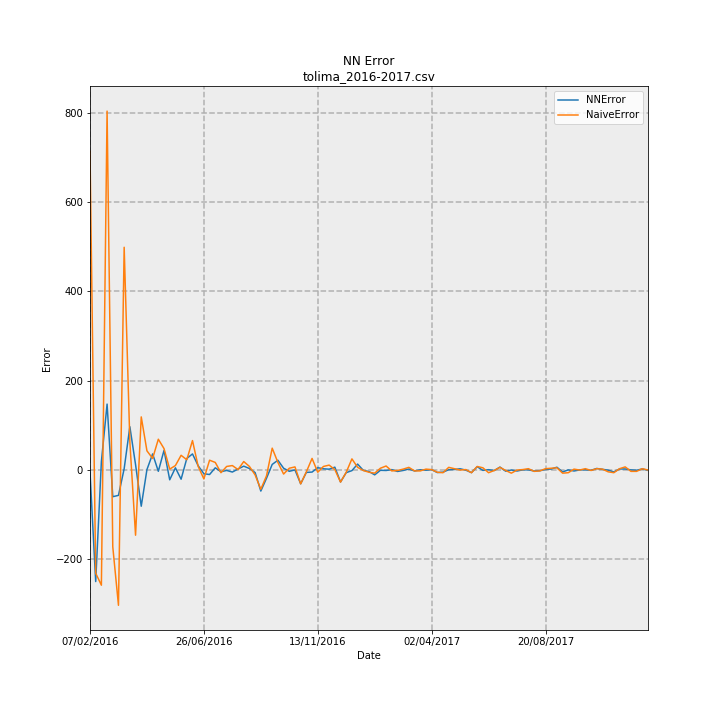 NN Error
tolima_2016-2017.csv
NNError
NaiveError
800
600
400
200
0
−200
Error
07/02/2016
26/06/2016
13/11/2016
02/04/2017
20/08/2017
Date